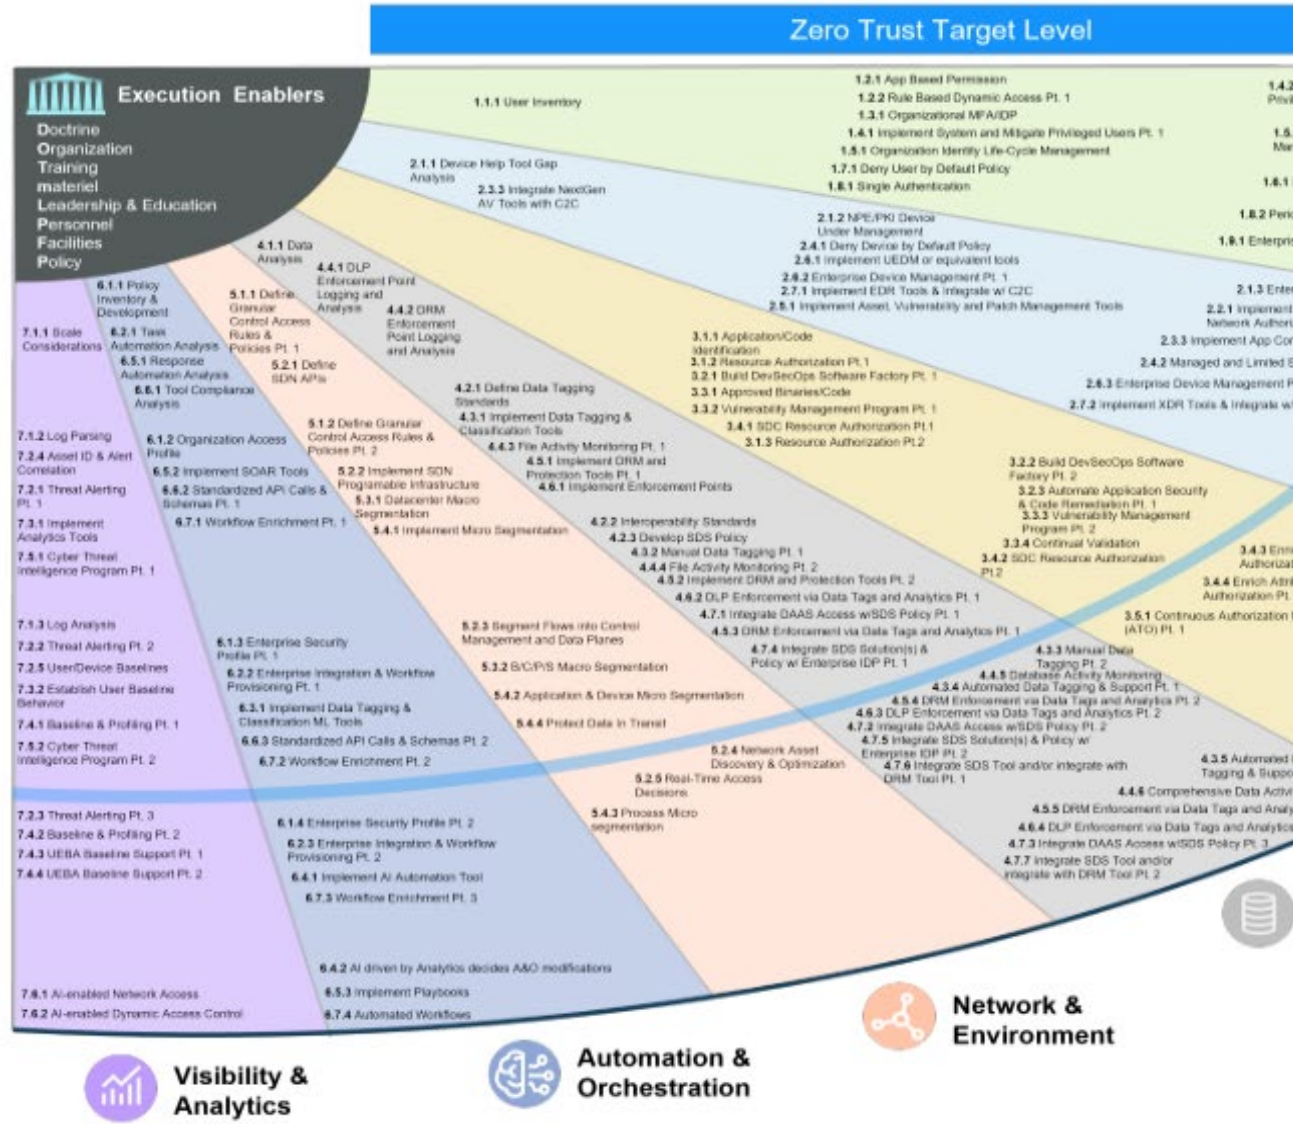 Zero Trust Target Level
Execution Enablers
Doctrine
Organization
Training
materiel
Leadership & Education
Personnel
Facilities
Policy
1.1.1 User Inventory
1.2.1 App Based Permission
1.2.2 Rule Based Dynamic Access Pt. 1
1.3.1 Organizational MFA/IDP
1.4.1 Implement System and Mitigate Privileged Users Pt. 1
1.5.1 Organization Identity Life-Cycle Management
1.7.1 Deny User by Default Policy
1.8.1 Single Authentication
1.4.2
1.5.
1.6.1
1.8.2
1.9.1 Enterpris
2.1.1 Device Help Tool Gap
Analysis
2.3.3 Integrate NextGen
AV Tools with C2C
2.1.2 NPE/PKI Device
Under Management
2.4.1 Deny Device by Default Policy
2.6.1 Implement UEDM or equivalent tools
2.6.2 Enterprise Device Management Pt. 1
2.7.1 Implement EDR Tools & Integrate w/ C2C
2.5.1 Implement Asset, Vulnerability and Patch Management Tools
2.1.3 Enter
2.2.1 Implement
Network Authori
2.3.3 Implement App Con
2.4.2 Managed and Limited S
2.6.3 Enterprise Device Management P
2.7.2 Implement XDR Tools & Integrate w/
3.1.1 Application/Code
Identification
3.1.2 Resource Authorization Pt. 1
3.2.1 Build DevSecOps Software Factory Pt. 1
3.3.1 Approved Binaries/Code
3.3.2 Vulnerability Management Program Pt. 1
3.4.1 SDC Resource Authorization Pt.1
3.1.3 Resource Authorization Pt.2
3.2.2 Build DevSecOps Software
Factory Pt. 2
3.2.3 Automate Application Security
& Code Remediation Pt. 1
3.3.3 Vulnerability Management
Program Pt. 2
3.3.4 Continual Validation
3.4.2 SDC Resource Authorization
Pt.2
3.4.3 Enri
Authorizat
3.4.4 Enrich Attri
Authorization Pt.
3.5.1 Continuous Authorization
(ATO) Pt. 1
4.1.1 Data
Analysis
4.4.1 DLP
Enforcement Point
Logging and
Analysis
4.4.2 DRM
Enforcement
Point Logging
and Analysis
4.2.1 Define Data Tagging
Standards
4.3.1 Implement Data Tagging &
Classification Tools
4.4.3 File Activity Monitoring Pt. 1
4.5.1 Implement DRM and
Protection Tools Pt. 1
4.6.1 Implement Enforcement Points
4.2.2 Interoperability Standards
4.2.3 Develop SDS Policy
4.3.2 Manual Data Tagging Pt. 1
4.4.4 File Activity Monitoring Pt. 2
4.5.2 Implement DRM and Protection Tools Pt. 2
4.6.2 DLP Enforcement via Data Tags and Analytics Pt. 1
4.7.1 Integrate DAAS Access w/SDS Policy Pt. 1
4.5.3 DRM Enforcement via Data Tags and Analytics Pt. 1
4.7.4 Integrate SDS Solution(s) &
Policy w/ Enterprise IDP Pt. 1
4.3.3 Manual Data
Tagging Pt. 2
4.4.5 Database Activity Monitoring
4.3.4 Automated Data Tagging & Support Pt. 1
4.5.4 DRM Enforcement via Data Tags and Analytics Pt. 2
4.6.3 DLP Enforcement via Data Tags and Analytics Pt. 2
4.7.2 Integrate DAAS Access w/SDS Policy Pt. 2
4.7.5 Integrate SDS Solution(s) & Policy w/
Enterprise IDP Pt. 2
4.7.6 Integrate SDS Tool and/or integrate with
DRM Tool Pt. 1
4.3.5 Automated
Tagging & Suppo
4.4.6 Comprehensive Data Activi
4.5.5 DRM Enforcement via Data Tags and Analy
4.6.4 DLP Enforcement via Data Tags and Analytics
4.7.3 Integrate DAAS Access w/SDS Policy Pt. 3
4.7.7 Integrate SDS Tool and/or
integrate with DRM Tool Pt. 2
5.1.1 Define
Granular
Control Access
Rules &
Policies Pt. 1
5.2.1 Define
SDN APIs
5.1.2 Define Granular
Control Access Rules &
Policies Pt. 2
5.2.2 Implement SDN
Programable Infrastructure
5.3.1 Datacenter Macro
Segmentation
5.4.1 Implement Micro Segmentation
5.2.3 Segment Flows into Control
Management and Data Planes
5.3.2 B/C/P/S Macro Segmentation
5.4.2 Application & Device Micro Segmentation
5.4.4 Protect Data In Transit
5.2.4 Network Asset
Discovery & Optimization
5.2.5 Real-Time Access
Decisions
5.4.3 Process Micro
segmentation
6.1.1 Policy
Inventory &
Development
6.2.1 Task
Automation Analysis
6.5.1 Response
Automation Analysis
6.6.1 Tool Compliance
Analysis
6.1.2 Organization Access
Profile
6.5.2 Implement SOAR Tools
6.6.2 Standardized API Calls &
Schemas Pt. 1
6.7.1 Workflow Enrichment Pt. 1
6.1.3 Enterprise Security
Profile Pt. 1
6.2.2 Enterprise Integration & Workflow
Provisioning Pt. 1
6.3.1 Implement Data Tagging &
Classification ML Tools
6.6.3 Standardized API Calls & Schemas Pt. 2
6.7.2 Workflow Enrichment Pt. 2
6.1.4 Enterprise Security Profile Pt. 2
6.2.3 Enterprise Integration & Workflow
Provisioning Pt. 2
6.4.1 Implement AI Automation Tool
6.7.3 Workflow Enrichment Pt. 3
6.4.2 AI driven by Analytics decides A&O modifications
6.5.3 Implement Playbooks
6.7.4 Automated Workflows
7.1.1 Scale
Considerations
7.1.2 Log Parsing
7.2.4 Asset ID & Alert
Correlation
7.2.1 Threat Alerting
Pt. 1
7.3.1 Implement
Analytics Tools
7.5.1 Cyber Threat
Intelligence Program Pt. 1
7.1.3 Log Analysis
7.2.2 Threat Alerting Pt. 2
7.2.5 User/Device Baselines
7.3.2 Establish User Baseline
Behavior
7.4.1 Baseline & Profiling Pt. 1
7.5.2 Cyber Threat
Intelligence Program Pt. 2
7.2.3 Threat Alerting Pt. 3
7.4.2 Baseline & Profiling Pt. 2
7.4.3 UEBA Baseline Support Pt. 1
7.4.4 UEBA Baseline Support Pt. 2
7.6.1 AI-enabled Network Access
7.6.2 AI-enabled Dynamic Access Control
Visibility &
Analytics
Automation &
Orchestration
Network &
Environment